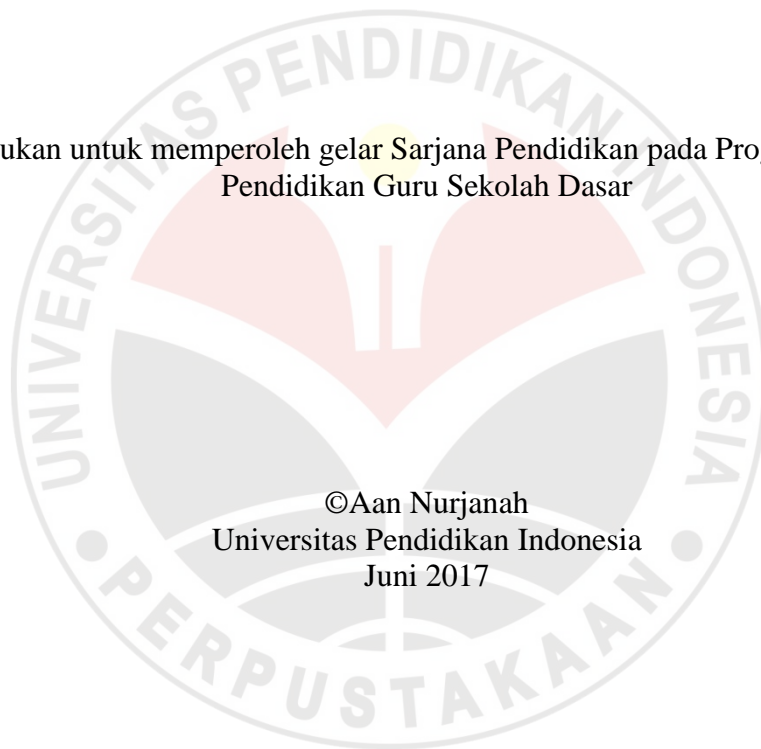 ukan untuk memperoleh gelar Sarjana Pendidikan pada Pro
Pendidikan Guru Sekolah Dasar
©Aan Nurjanah
Universitas Pendidikan Indonesia
Juni 2017
UNIVERSITAS PENDIDIKAN INDONESIA
PERPUSTAKAAN